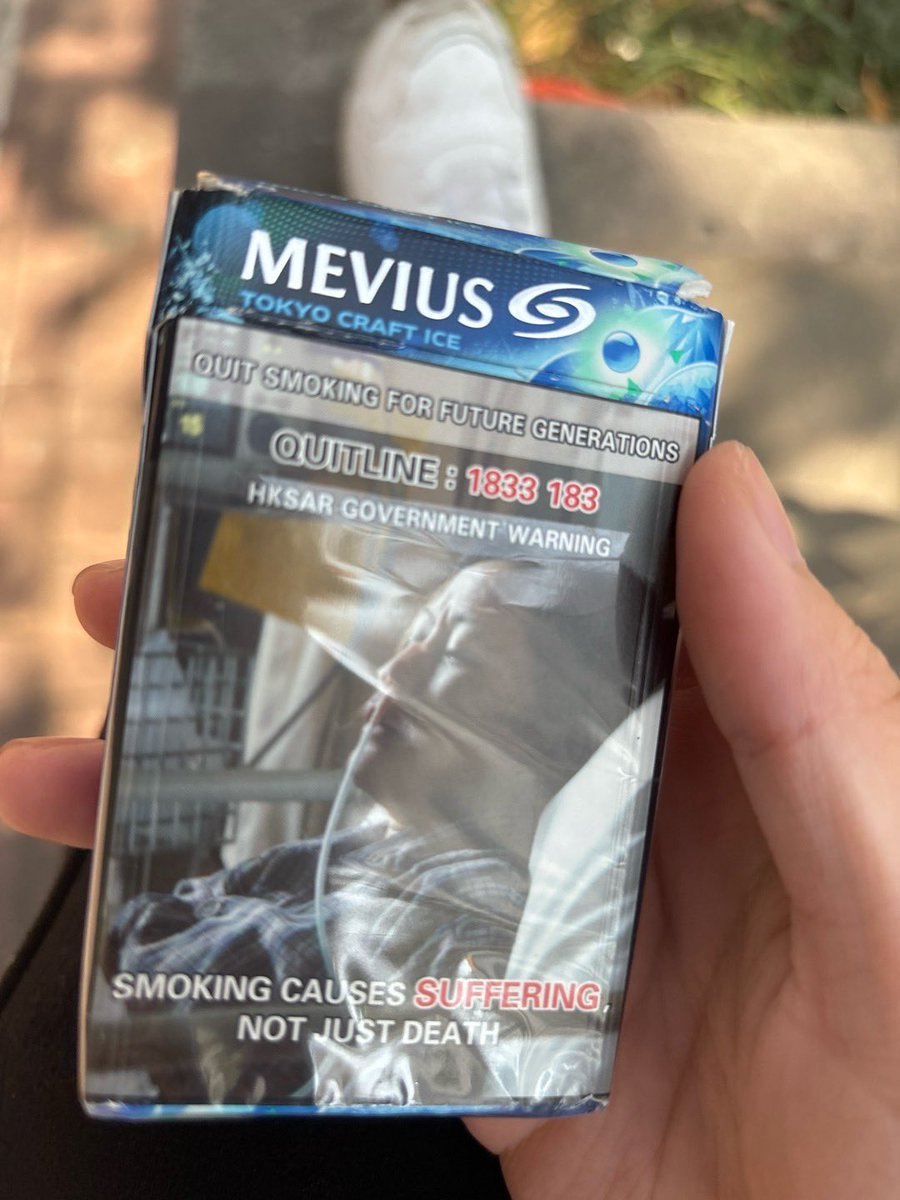 MEVIUS
TOKYO CRAFT ICE
QUIT SMOKING FOR FUTURE GENERATIONS
15
QUITLINE : 1833 183
HKSAR GOVERNMENT WARNING
SMOKING CAUSES SUFFERING,
NOT JUST DEATH